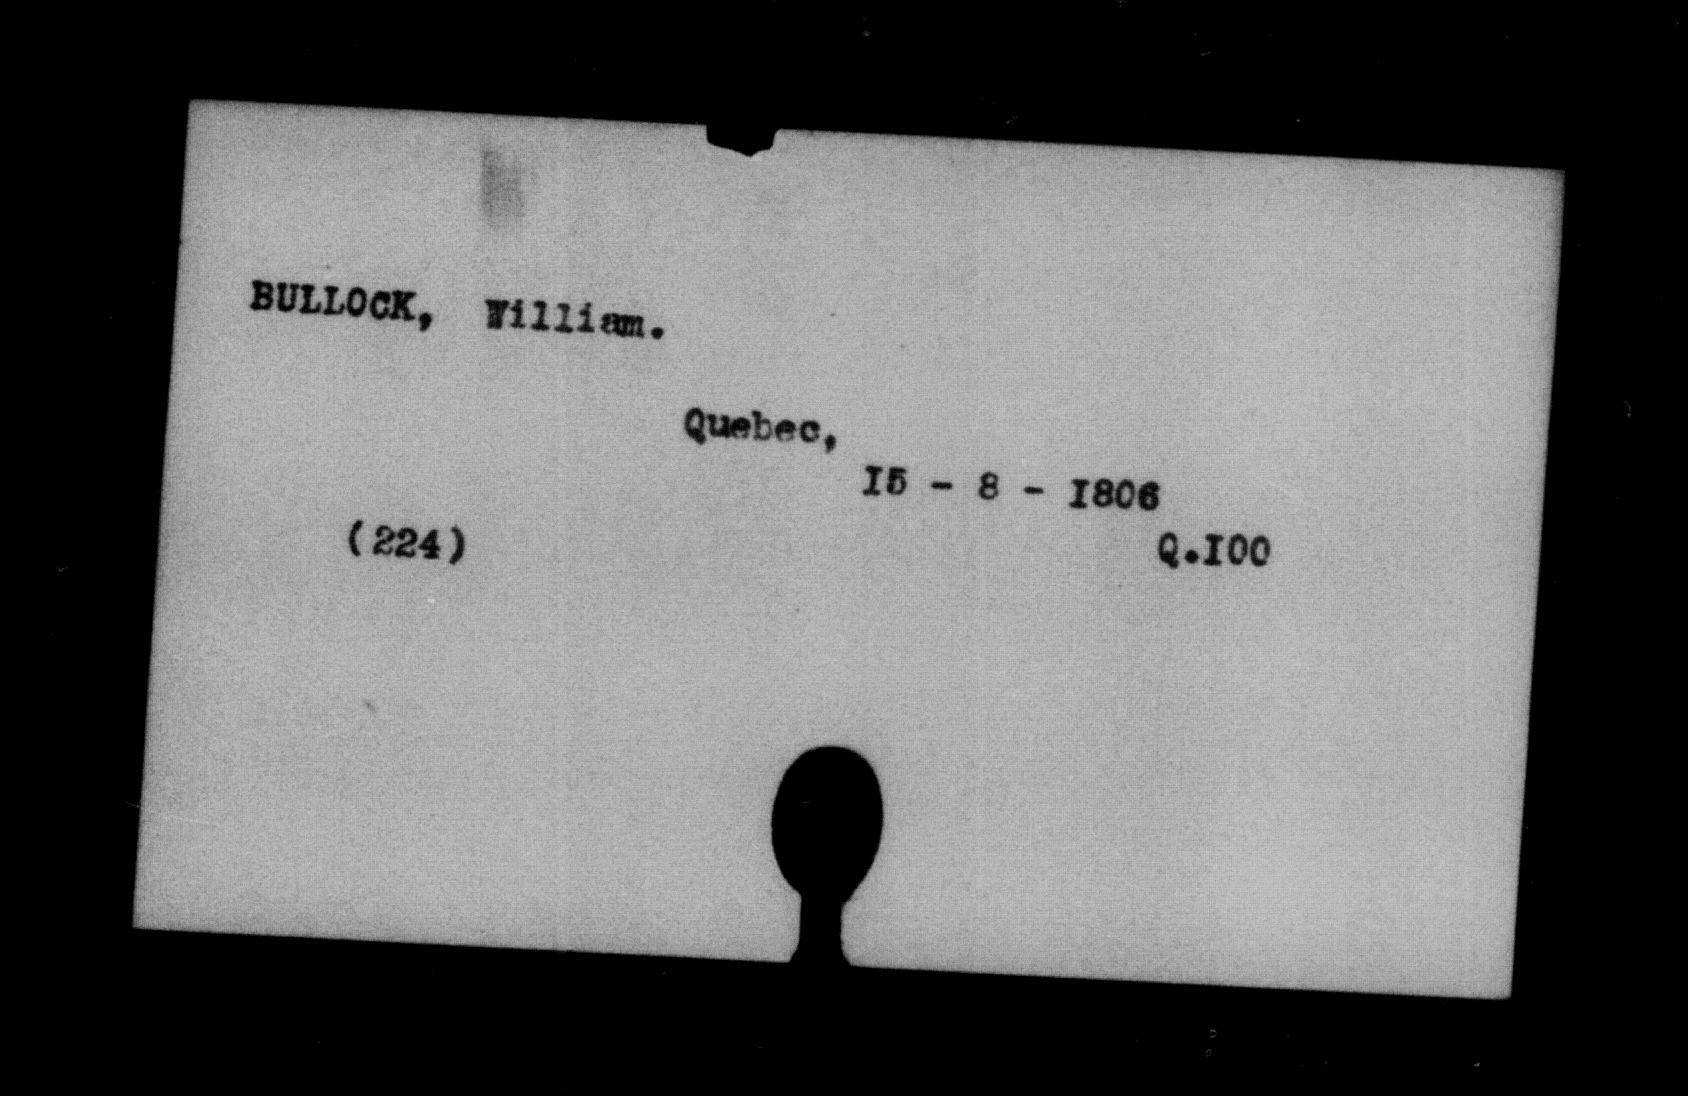 BULLOCK, William.
Quebec,
I5 - 8 - I806
(224) Q.I00